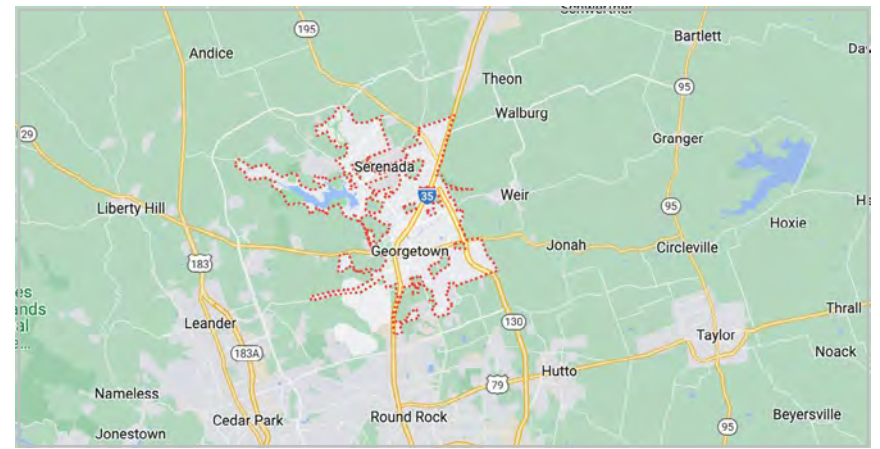 195
Bartlett
Andice
Theon
95
Walburg
29
Granger
Serenada
35
Weir
Liberty Hill
95
Hoxie
Georgetown
Jonah
Circleville
183
Leander
130
Thrall
Taylor
183A
Noack
Hutto
79
Nameless
Cedar Park
Round Rock
Beyersville
95
Jonestown